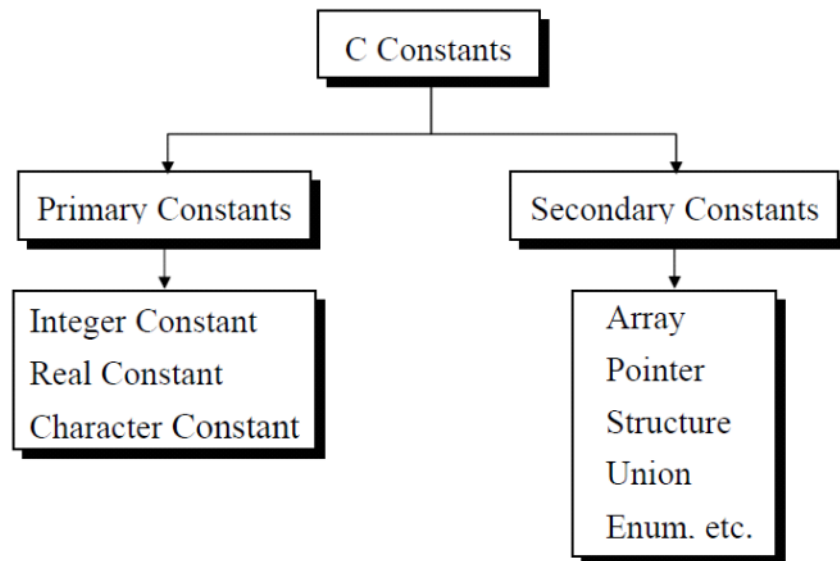 C Constants
Primary Constants
Secondary Constants
Integer Constant
Real Constant
Character Constant
Array
Pointer
Structure
Union
Enum. etc.